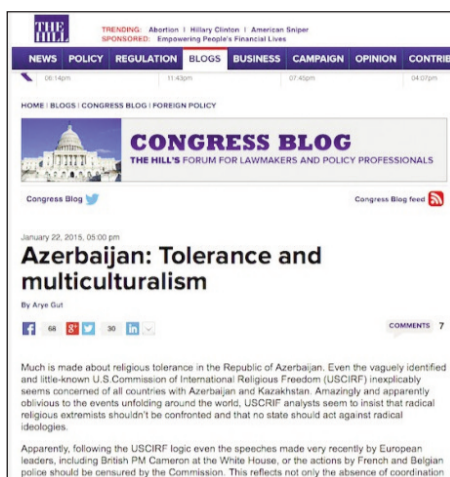 THE
HILL
TRENDING: Abortion | Hillary Clinton | American Sniper
SPONSORED: Empowering People's Financial Lives
NEWS POLICY REGULATION BLOGS BUSINESS CAMPAIGN OPINION CONTRIB
06:14pm 11:43pm 07:45pm 04:07pm
HOME | BLOGS | CONGRESS BLOG | FOREIGN POLICY
CONGRESS BLOG
THE HILL'S FORUM FOR LAWMAKERS AND POLICY PROFESSIONALS
Congress Blog Congress Blog feed
January 22, 2015, 05:00 pm
Azerbaijan: Tolerance and
multiculturalism
By Arye Gut
f 68 g+ 30 in COMMENTS 7
Much is made about religious tolerance in the Republic of Azerbaijan. Even the vaguely identified
and little-known U.S.Commission of International Religious Freedom (USCIRF) inexplicably
seems concerned of all countries with Azerbaijan and Kazakhstan. Amazingly and apparently
oblivious to the events unfolding around the world, USCRIF analysts seem to insist that radical
religious extremists shouldn't be confronted and that no state should act against radical
ideologies.
Apparently, following the USCIRF logic even the speeches made very recently by European
leaders, including British PM Cameron at the White House, or the actions by French and Belgian
police should be censured by the Commission. This reflects not only the absence of coordination